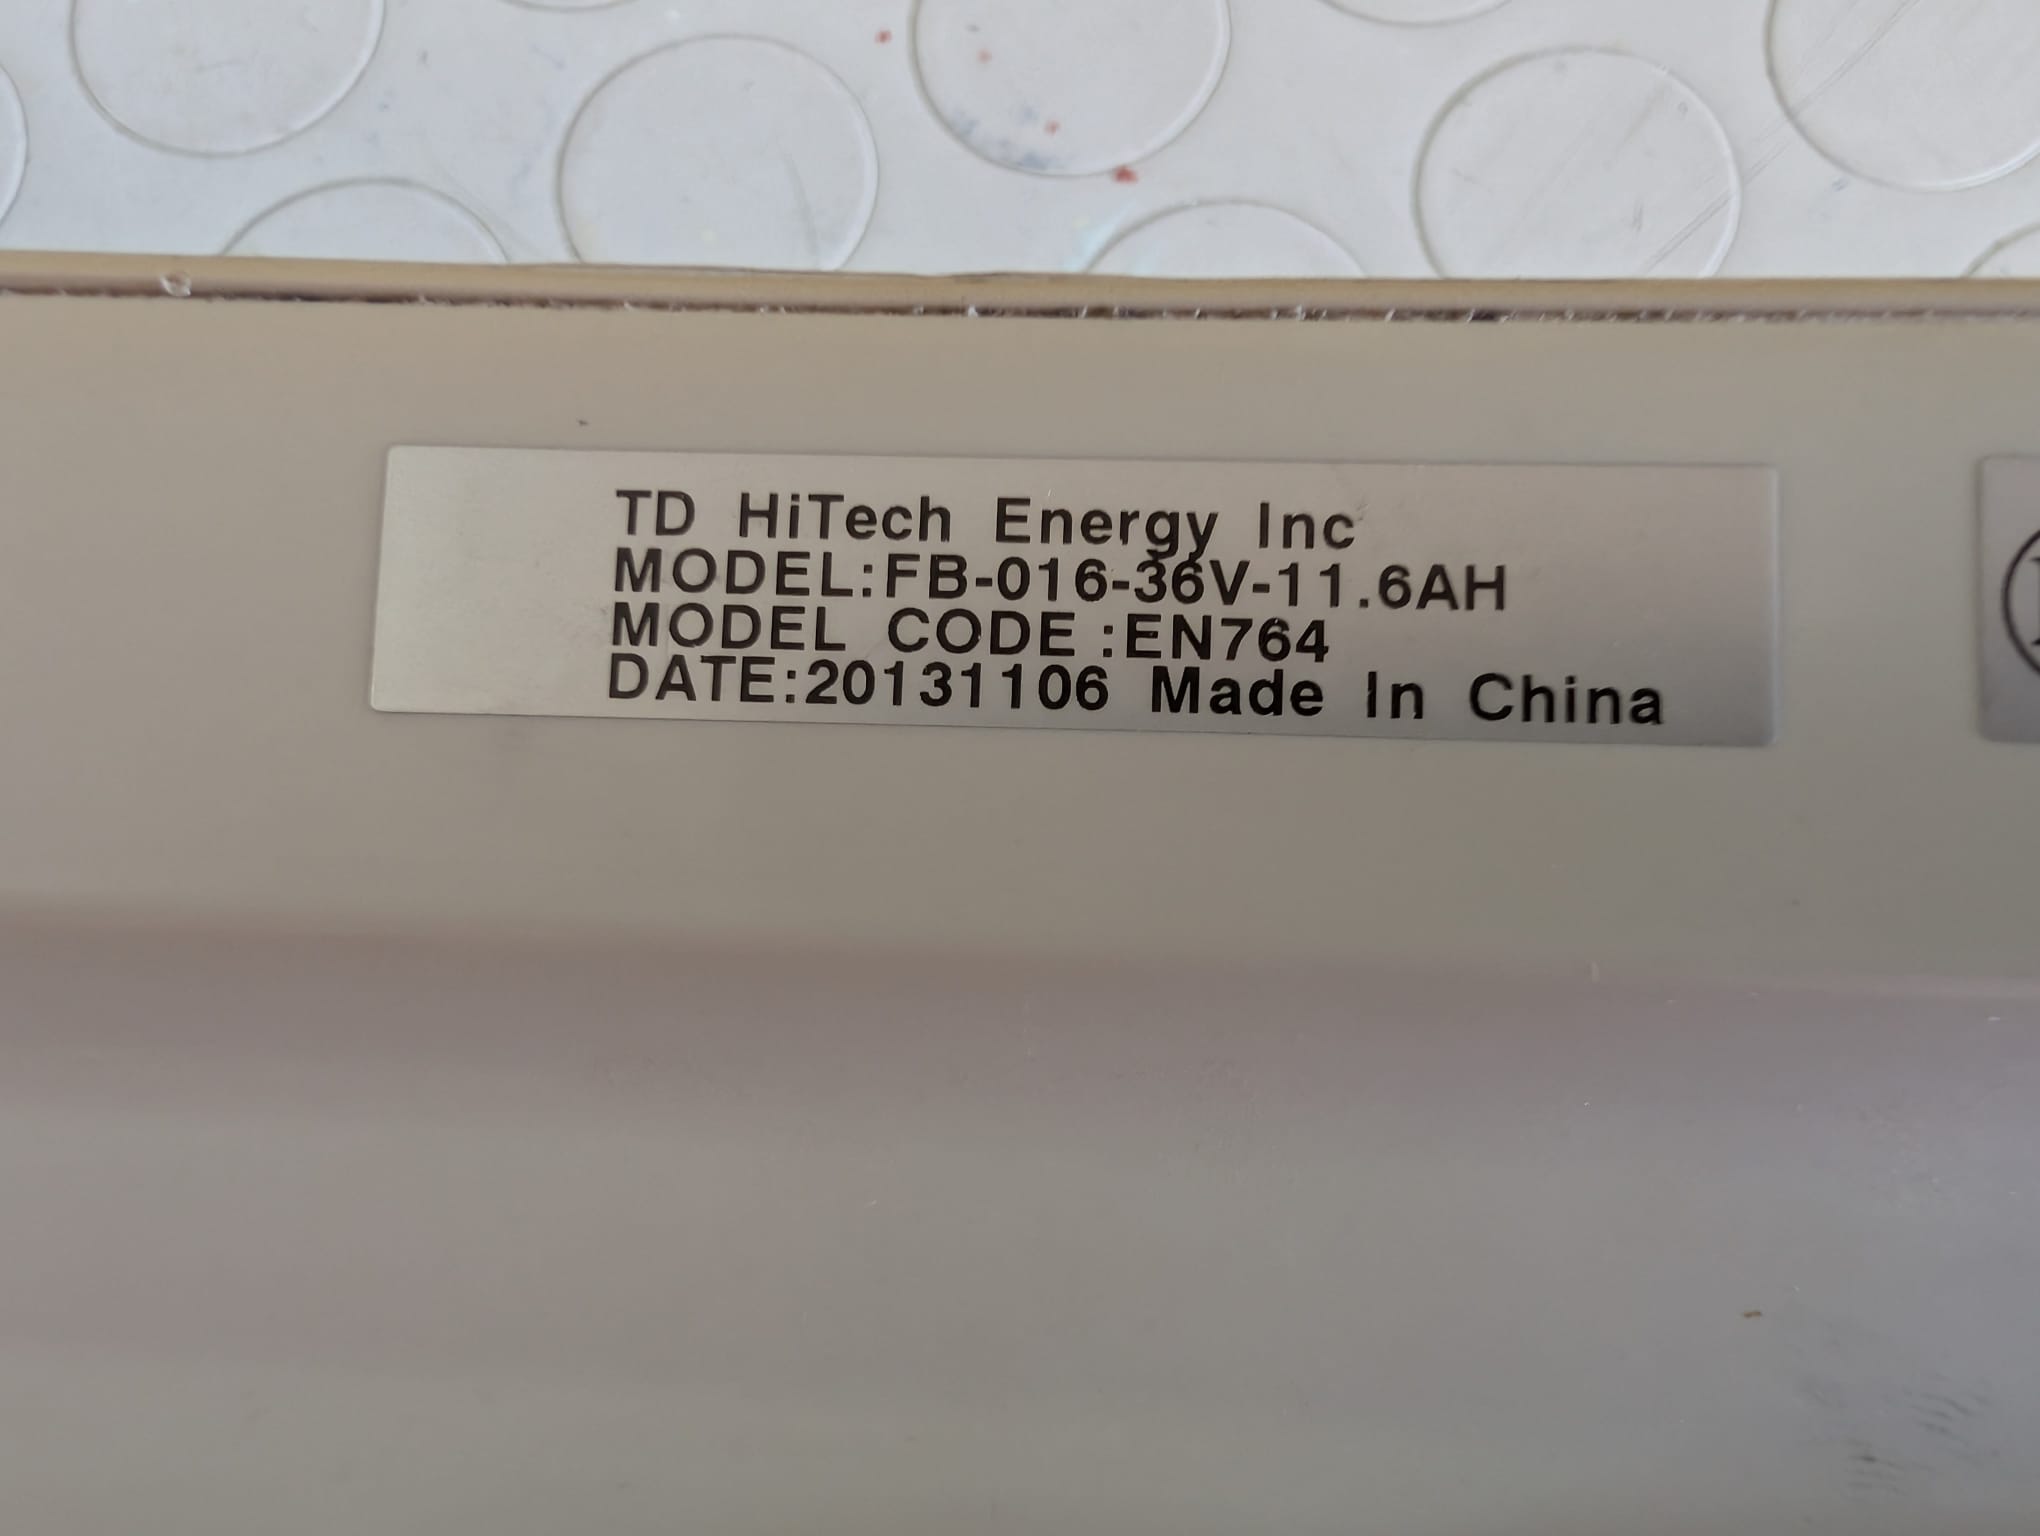 TD HiTech Energy Inc
MODEL:FB-016-36V-11.6AH
MODEL CODE:EN764
DATE:20131106 Made In China